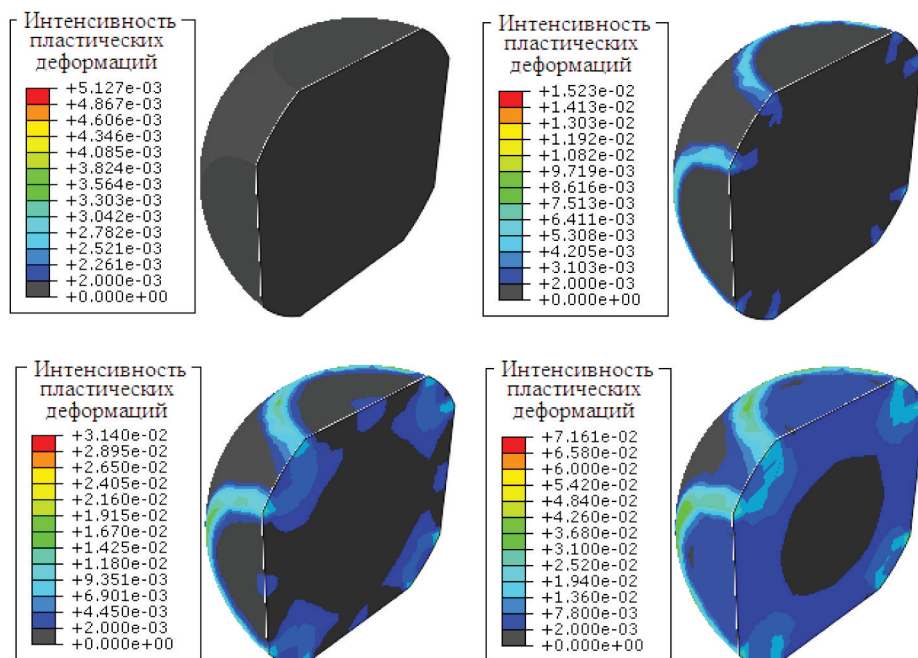 Интенсивность
пластических
деформаций
+5.127e-03
+4.867e-03
+4.606e-03
+4.346e-03
+4.085e-03
+3.824e-03
+3.564e-03
+3.303e-03
+3.042e-03
+2.782e-03
+2.521e-03
+2.261e-03
+2.000e-03
+0.000e+00
Интенсивность
пластических
деформаций
+1.523e-02
+1.413e-02
+1.303e-02
+1.192e-02
+1.082e-02
+9.719e-03
+8.616e-03
+7.513e-03
+6.411e-03
+5.308e-03
+4.205e-03
+3.103e-03
+2.000e-03
+0.000e+00
Интенсивность
пластических
деформаций
+3.140e-02
+2.895e-02
+2.650e-02
+2.405e-02
+2.160e-02
+1.915e-02
+1.670e-02
+1.425e-02
+1.180e-02
+9.351e-03
+6.901e-03
+4.450e-03
+2.000e-03
+0.000e+00
Интенсивность
пластических
деформаций
+7.161e-02
+6.580e-02
+6.000e-02
+5.420e-02
+4.840e-02
+4.260e-02
+3.680e-02
+3.100e-02
+2.520e-02
+1.940e-02
+1.360e-02
+7.800e-03
+2.000e-03
+0.000e+00